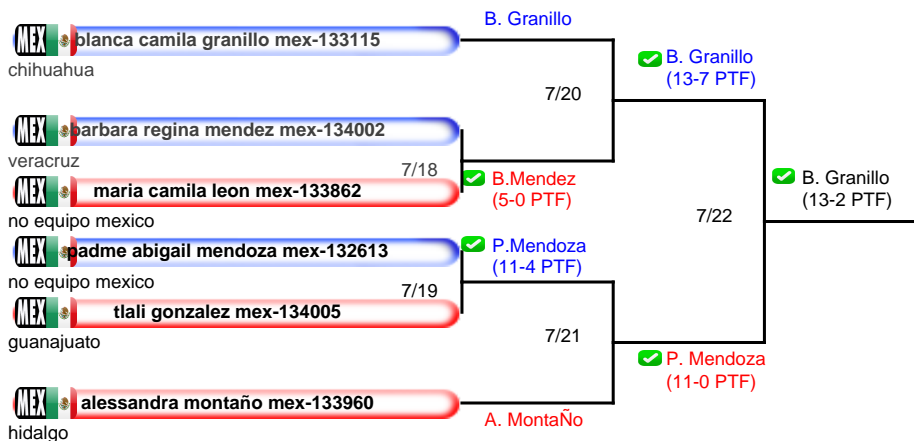 B. Granillo
MEX blanca camila granillo mex-133115
chihuahua
B. Granillo
(13-7 PTF)
7/20
MEX barbara regina mendez mex-134002
veracruz
7/18
MEX maria camila leon mex-133862
no equipo mexico
B.Mendez
(5-0 PTF)
B. Granillo
(13-2 PTF)
7/22
MEX padme abigail mendoza mex-132613
no equipo mexico
P.Mendoza
(11-4 PTF)
7/19
MEX tlali gonzalez mex-134005
guanajuato
7/21
P. Mendoza
(11-0 PTF)
MEX alessandra montaño mex-133960
hidalgo
A. MontaÑo